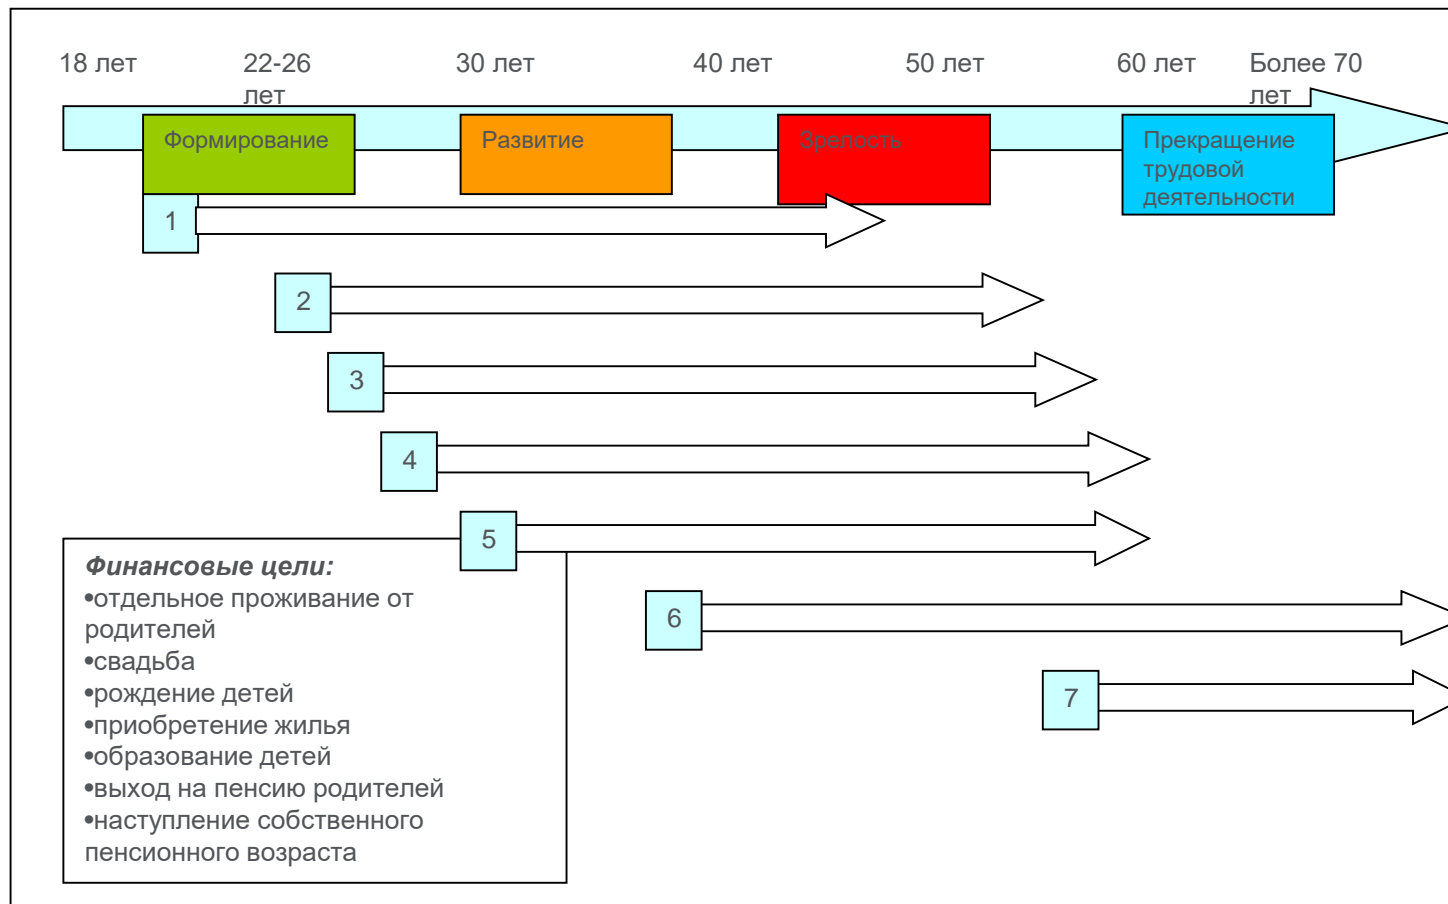 18 лет
22-26
лет
30 лет
40 лет
50 лет
60 лет
Более 70
лет
Формирование
Развитие
Зрелость
Прекращение
трудовой
деятельности
1
2
3
4
5
6
7
Финансовые цели:
•отдельное проживание от
родителей
•свадьба
•рождение детей
•приобретение жилья
•образование детей
•выход на пенсию родителей
•наступление собственного
пенсионного возраста